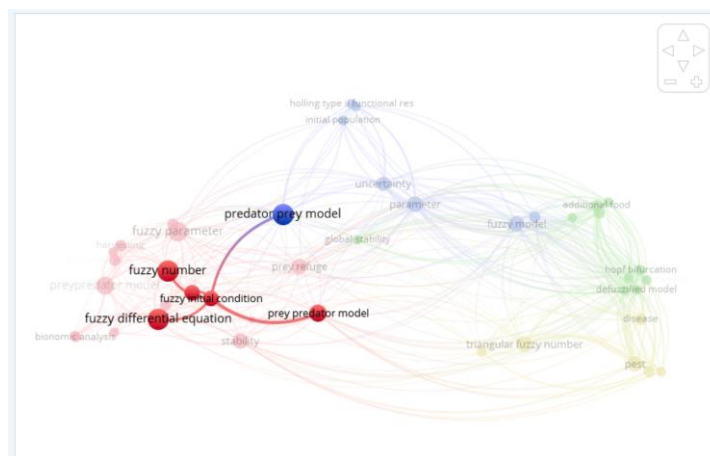 holling type ii functional res
initial population
uncertainty
parameter
additional food
predator prey model
fuzzy model
fuzzy parameter
global stability
harvesting
fuzzy number
prey refuge
hopf bifurcation
preypredator model
defuzzified model
fuzzy initial condition
prey predator model
fuzzy differential equation
disease
bionomic analysis
stability
triangular fuzzy number
pest